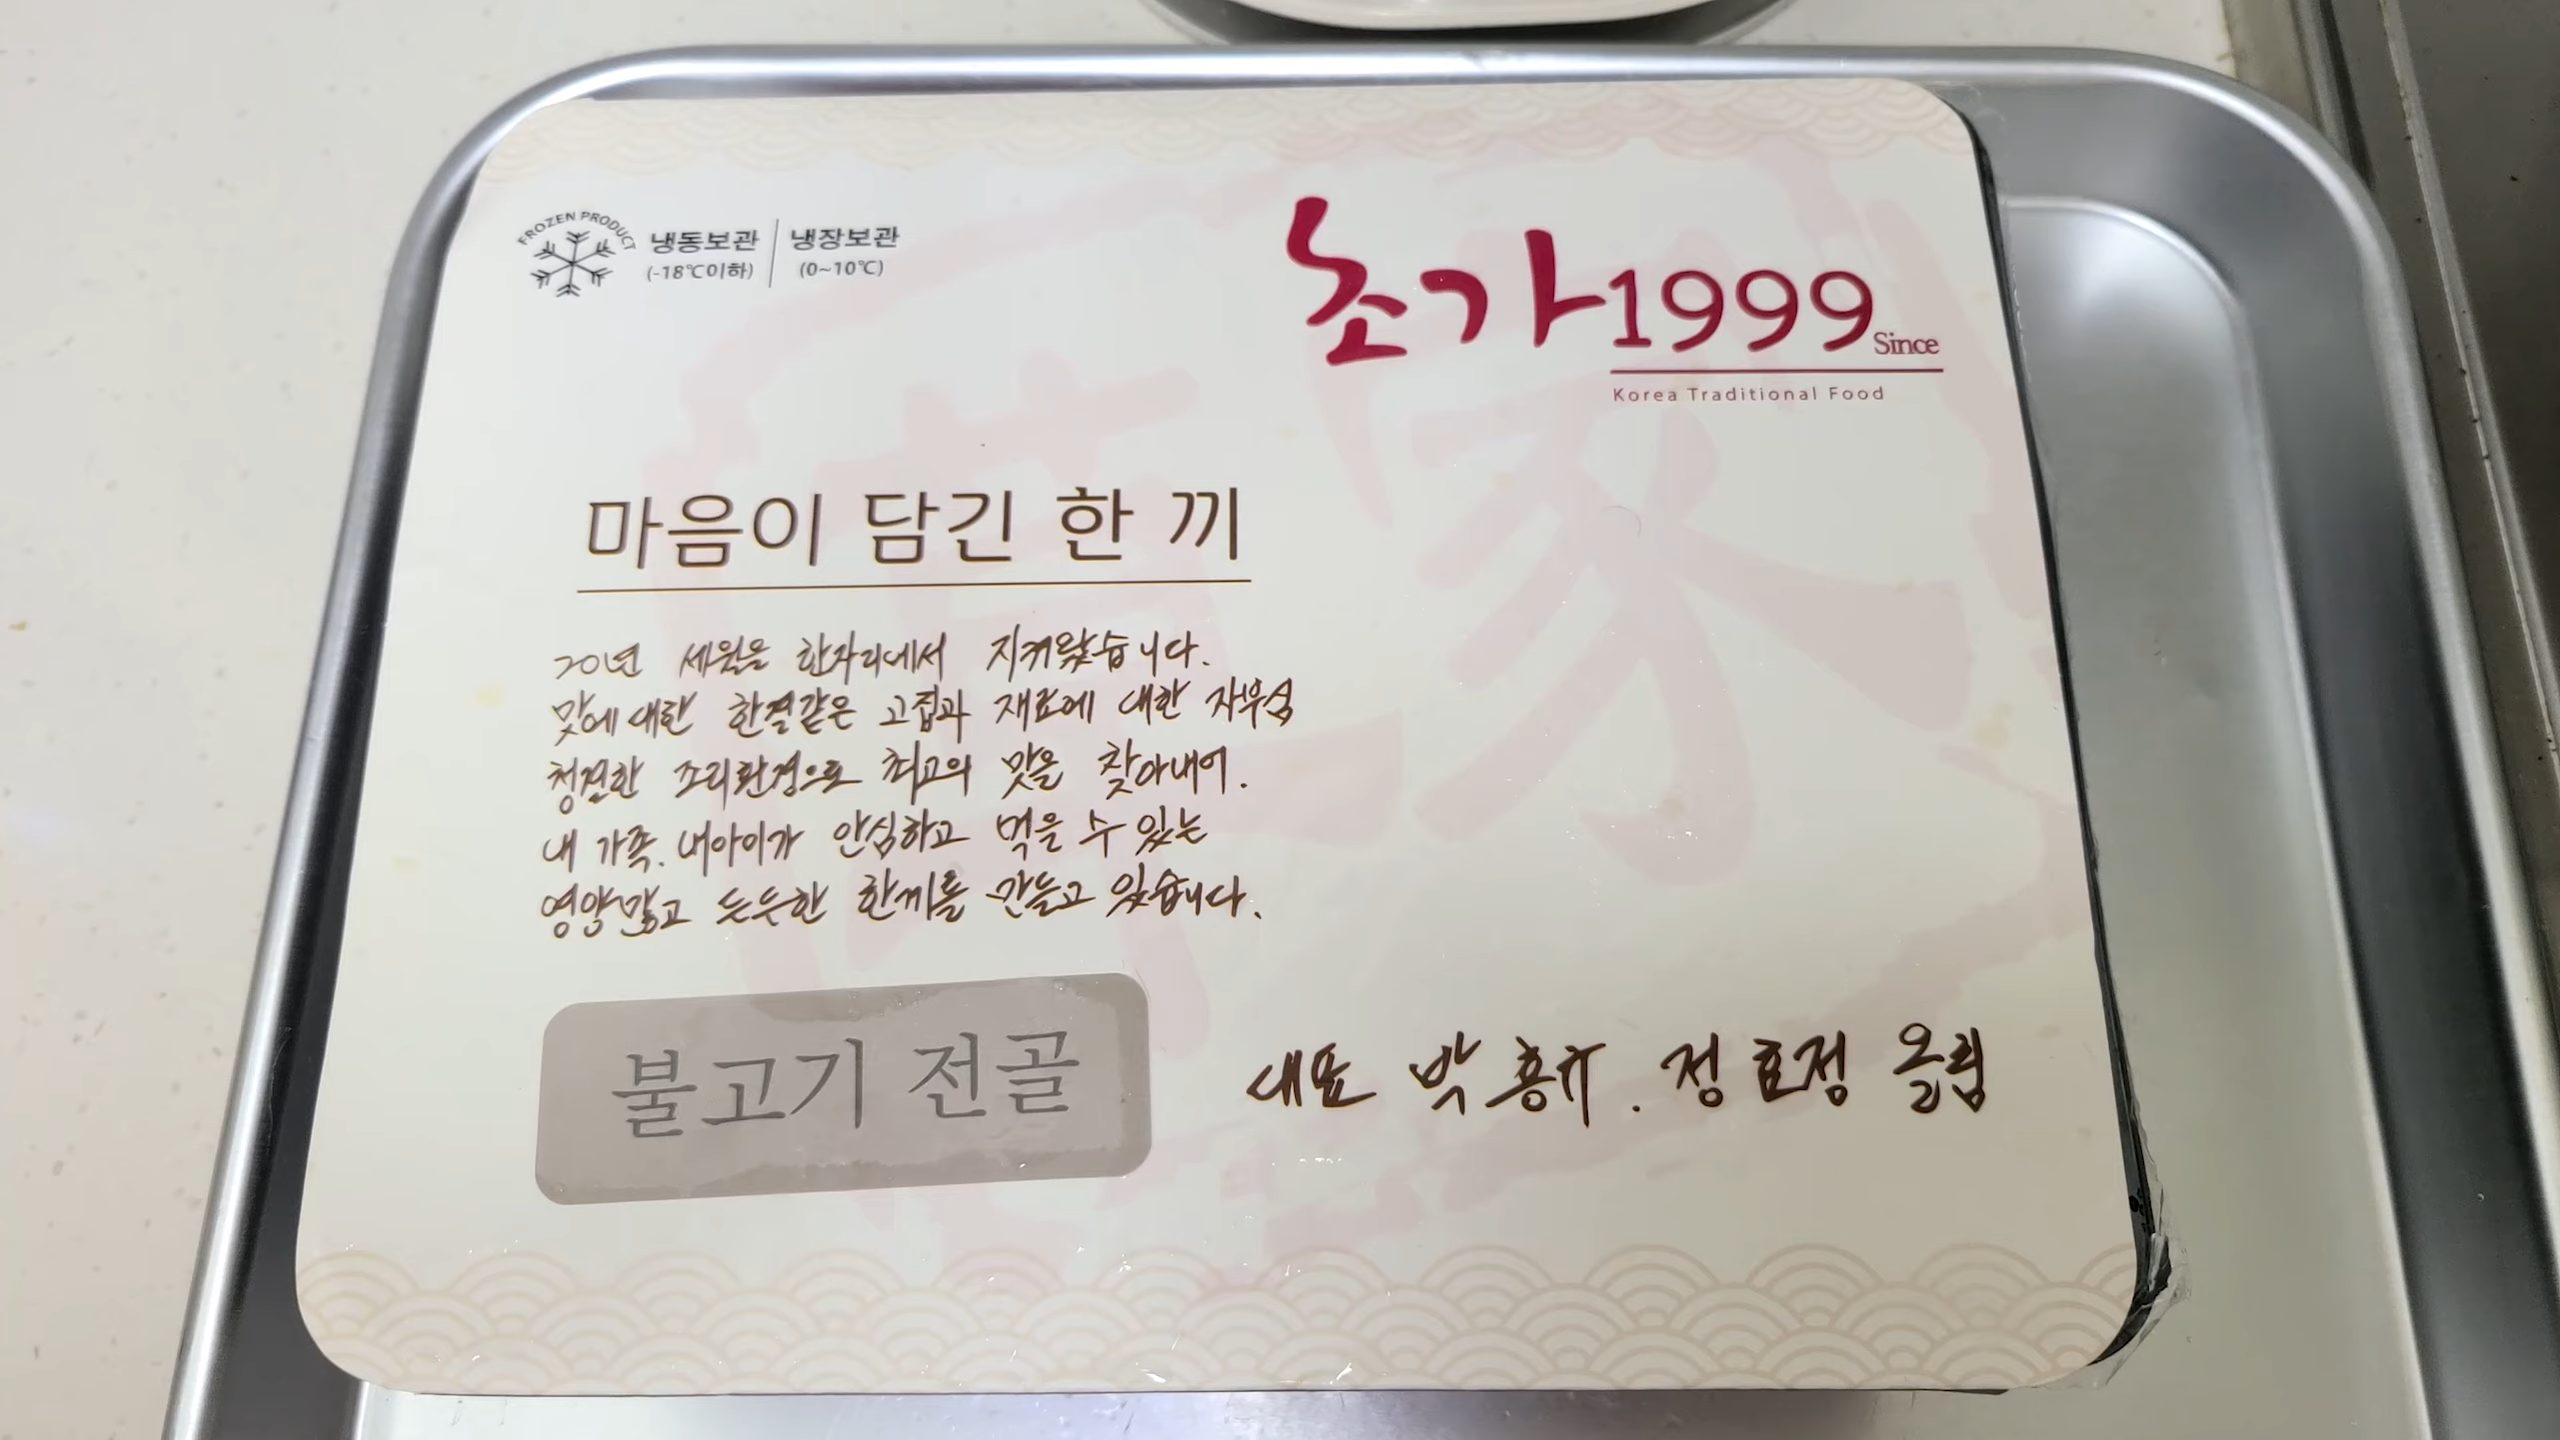 FROZEN PRODUCT
냉동보관 냉장보관
(-18℃이하) (0~10℃)
초가1999 Since
Korea Traditional Food
마음이 담긴 한 끼
20년 세월을 한자리에서 지켜왔습니다.
맛에 대한 한결같은 고집과 재료에 대한 자부심
청결한 조리환경으로 최고의 맛을 찾아내어.
내 가족. 내아이가 안심하고 먹을 수 있는
영양많고 든든한 한끼를 만들고 있습니다.
불고기 전골
대표 박흥규. 정효정 올림